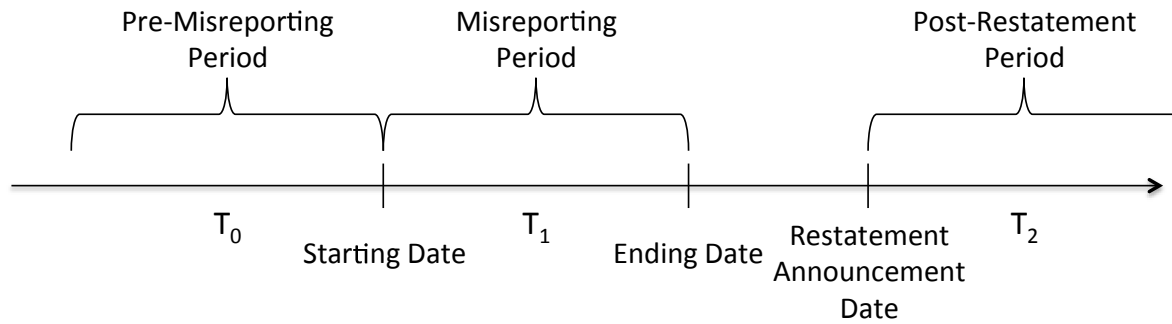 Pre-Misreporting
Period
Misreporting
Period
Post-Restatement
Period
T0
Starting Date
T1
Ending Date
Restatement
Announcement
Date
T2